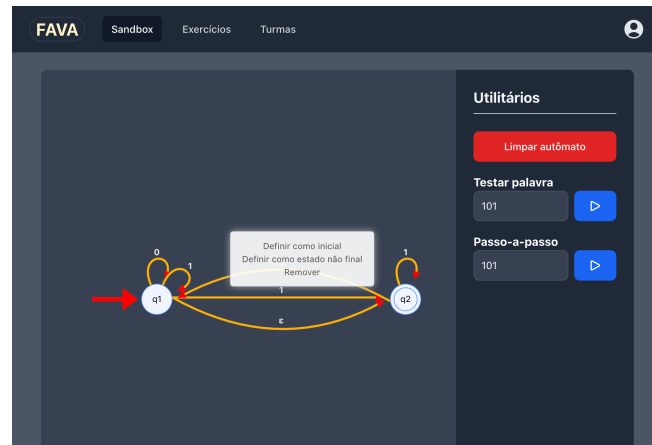 FAVA
Sandbox
Exercícios
Turmas
Utilitários
Limpar autômato
Testar palavra
101
Passo-a-passo
101
Definir como inicial
Definir como estado não final
Remover
0
1
1
1
ε
q1
q2